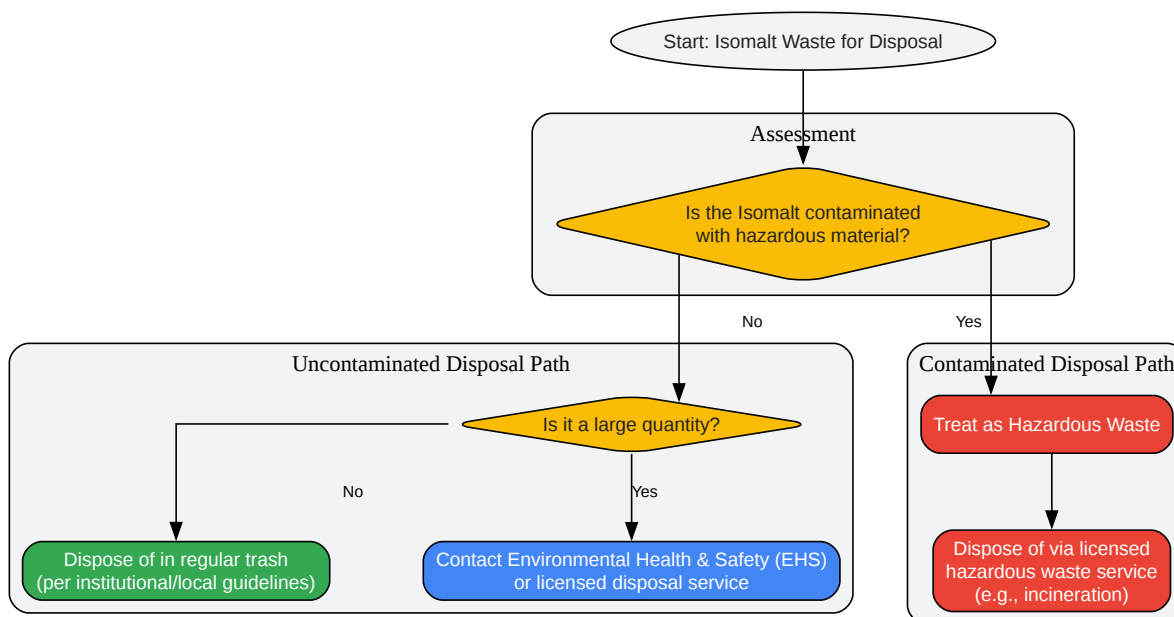 Start: Isomalt Waste for Disposal
Assessment
Is the Isomalt contaminated
with hazardous material?
No
Yes
Uncontaminated Disposal Path
Contaminated Disposal Path
Is it a large quantity?
Treat as Hazardous Waste
No
Yes
Dispose of in regular trash
(per institutional/local guidelines)
Contact Environmental Health & Safety (EHS)
or licensed disposal service
Dispose of via licensed
hazardous waste service
(e.g., incineration)